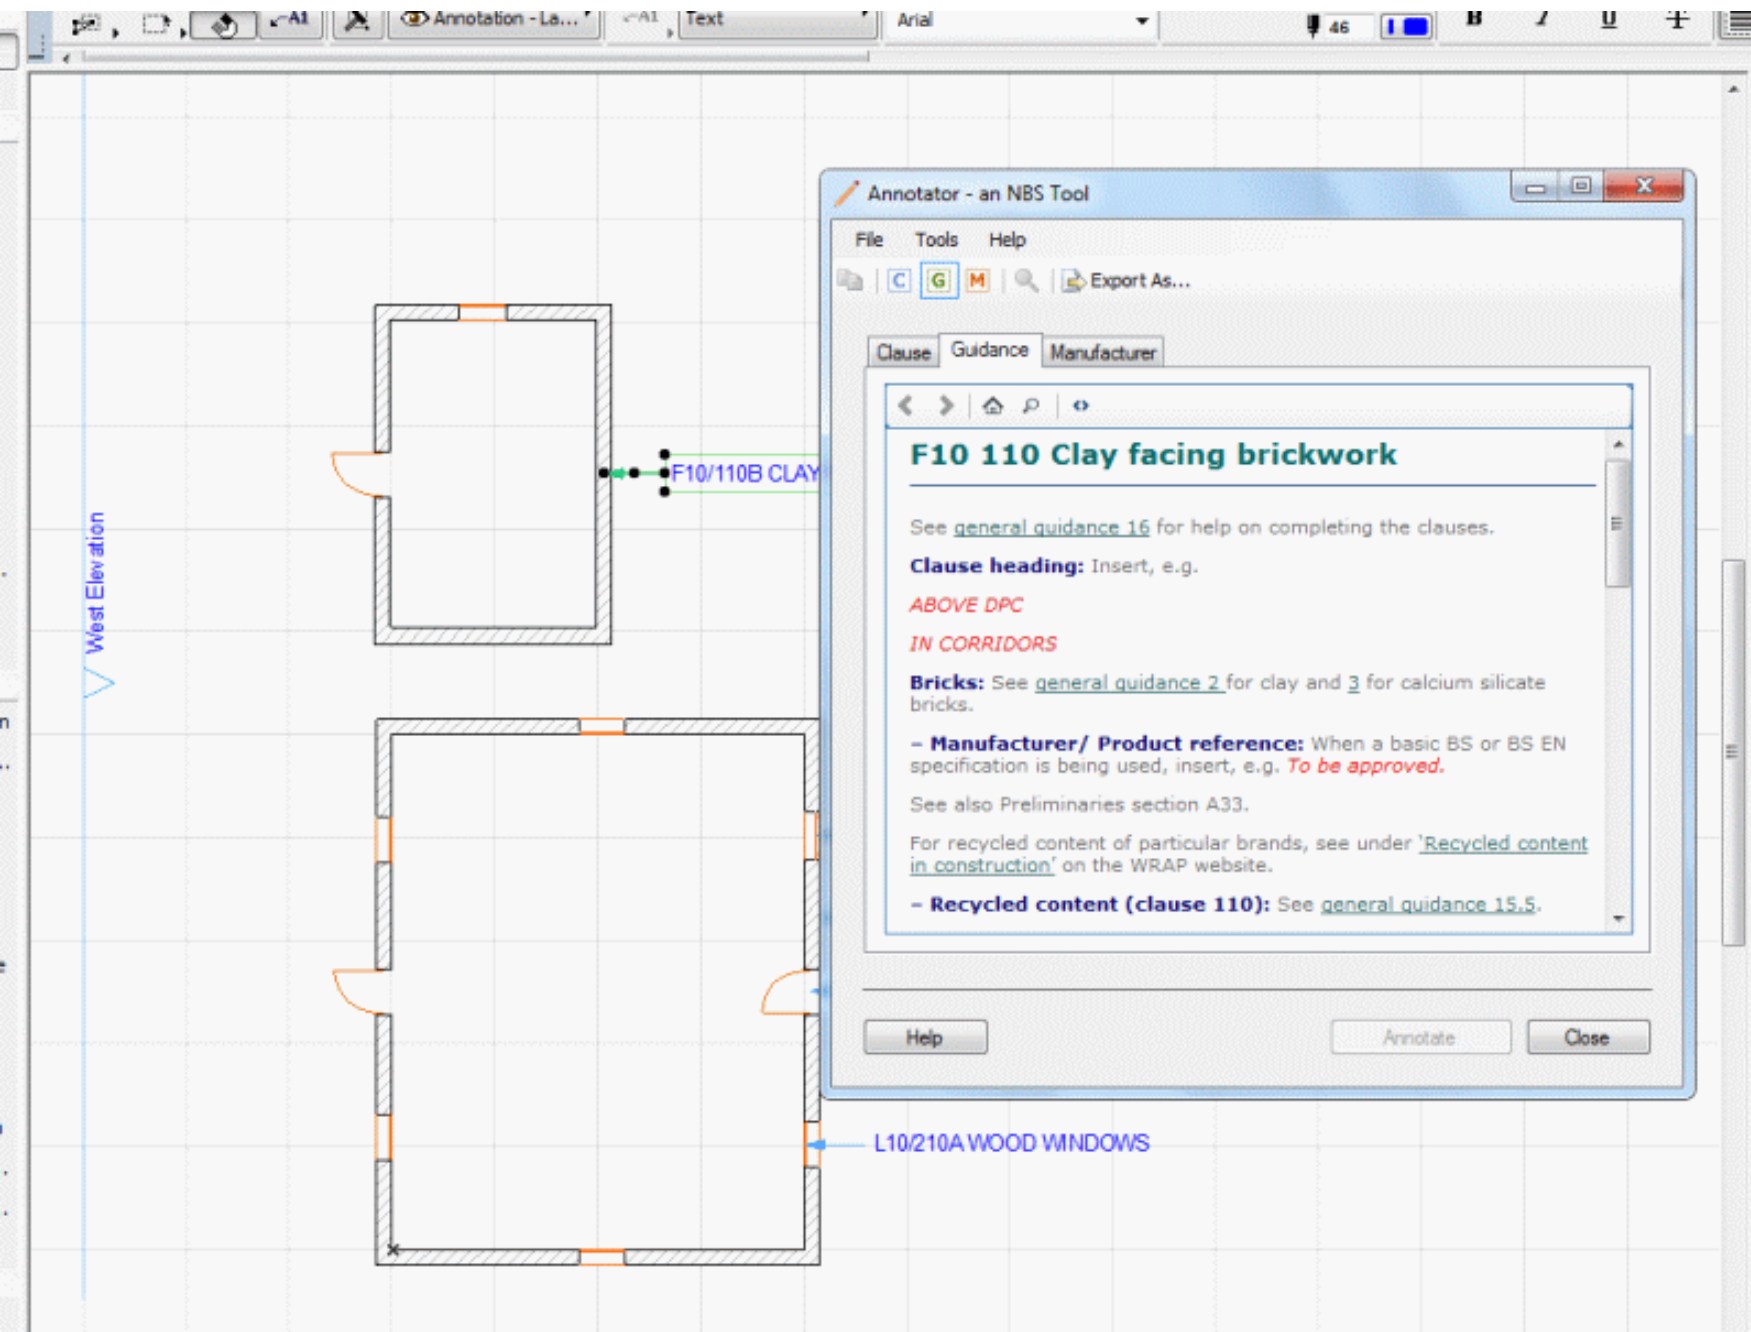 A1
Annotation - La...
A1
Text
Arial
46
B
I
U
T
Annotator - an NBS Tool
File Tools Help
C G M Export As...
Clause Guidance Manufacturer
F10 110 Clay facing brickwork
See general guidance 16 for help on completing the clauses.
Clause heading: Insert, e.g.
ABOVE DPC
IN CORRIDORS
Bricks: See general guidance 2 for clay and 3 for calcium silicate
bricks.
– Manufacturer/ Product reference: When a basic BS or BS EN
specification is being used, insert, e.g. To be approved.
See also Preliminaries section A33.
For recycled content of particular brands, see under 'Recycled content
in construction' on the WRAP website.
– Recycled content (clause 110): See general guidance 15.5.
Help Annotate Close
F10/110B CLAY
West Elevation
L10/210A WOOD WINDOWS